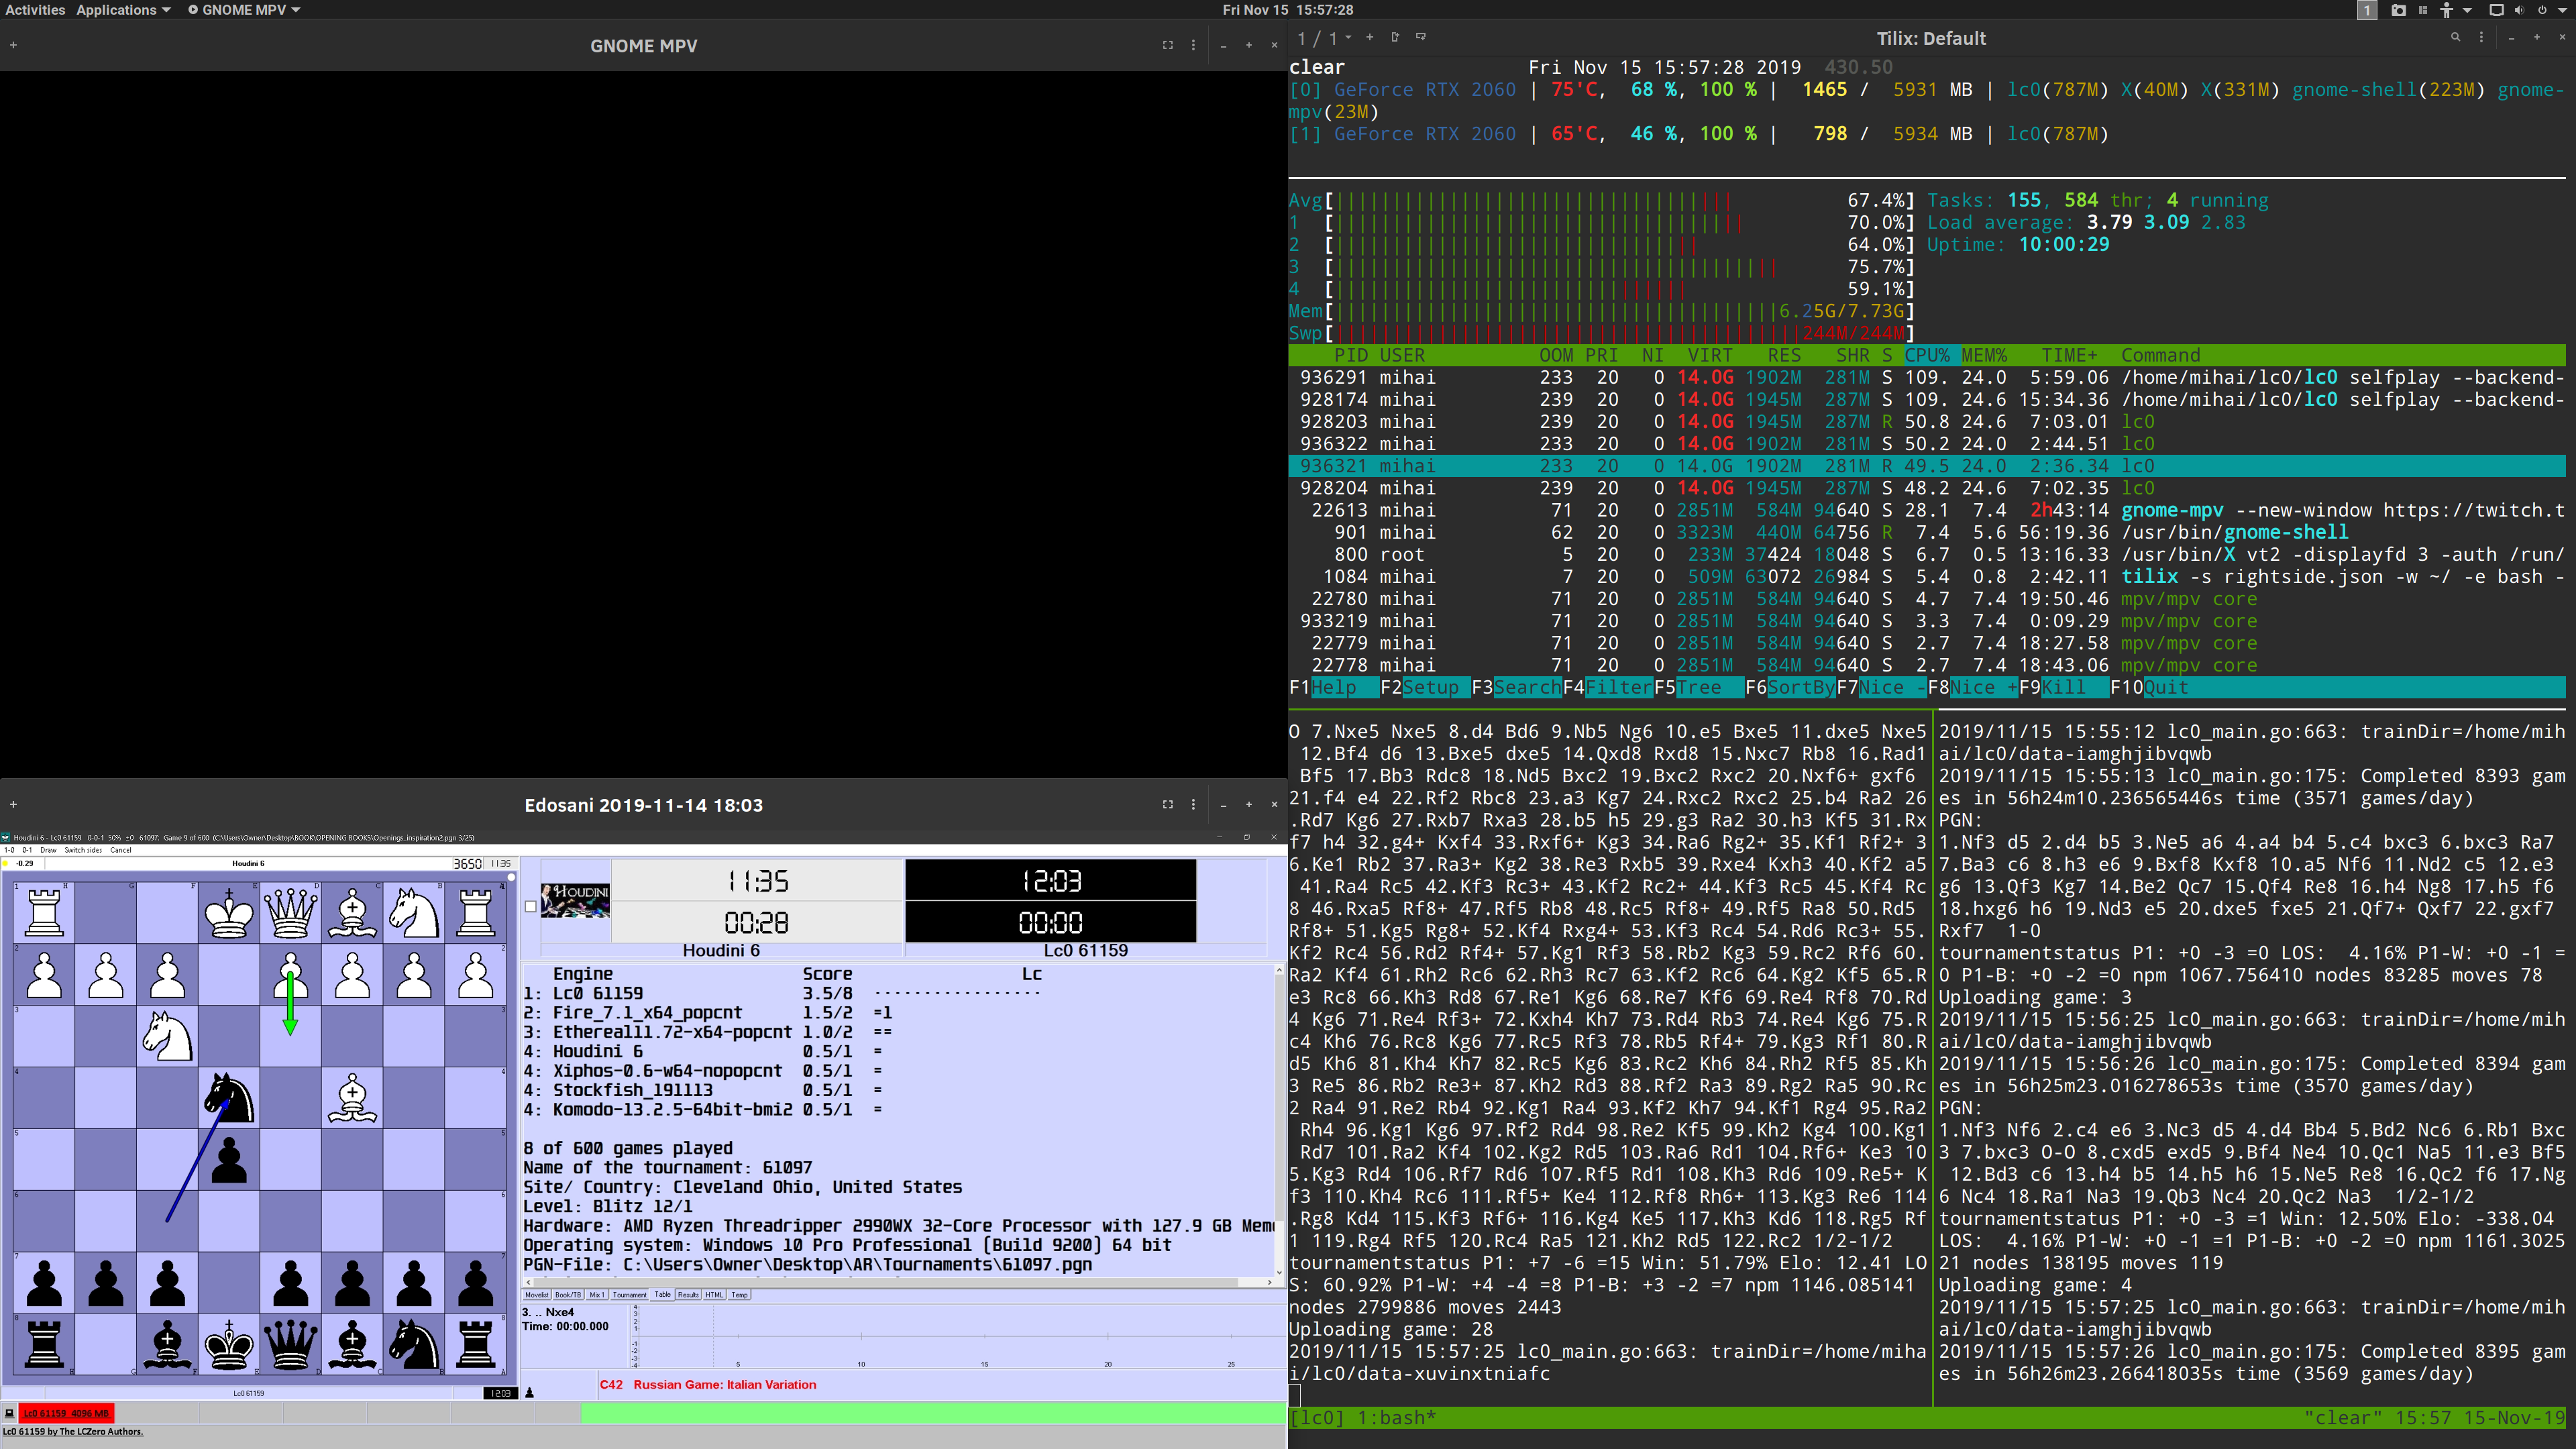 Activities Applications GNOME MPV Fri Nov 15 15:57:28 1
GNOME MPV
Edosani 2019-11-14 18:03
Houdini 6 - Lc0 61159 0-0-1 50% ±0 61097: Game 9 of 600 (C:\Users\Owner\Desktop\BOOK\OPENING BOOKS\Openings_inspiration2.pgn 3/25)
1-0 0-1 Draw Switch sides Cancel
-0.29 Houdini 6 3650 11:35
11:35 12:03
00:28 00:00
Houdini 6 Lc0 61159
Engine Score Lc
1: Lc0 61159 3.5/8 ------------------
2: Fire_7.1_x64_popcnt 1.5/2 =1
3: Ethereal11.72-x64-popcnt 1.0/2 ==
4: Houdini 6 0.5/1 =
4: Xiphos-0.6-w64-nopopcnt 0.5/1 =
4: Stockfish_191113 0.5/1 =
4: Komodo-13.2.5-64bit-bmi2 0.5/1 =
8 of 600 games played
Name of the tournament: 61097
Site/ Country: Cleveland Ohio, United States
Level: Blitz 12/1
Hardware: AMD Ryzen Threadripper 2990WX 32-Core Processor with 127.9 GB Mem
Operating system: Windows 10 Pro Professional (Build 9200) 64 bit
PGN-File: C:\Users\Owner\Desktop\AR\Tournaments\61097.pgn
Movelist Book/TB Mix 1 Tournament Table Results HTML Temp
3. .. Nxe4
Time: 00:00.000
5 10 15 20 25
C42 Russian Game: Italian Variation
Lc0 61159 12:03
Lc0 61159 4096 MB
Lc0 61159 by The LCZero Authors.
1 / 1 Tilix: Default
clear Fri Nov 15 15:57:28 2019 430.50
[0] GeForce RTX 2060 | 75'C, 68 %, 100 % | 1465 / 5931 MB | lc0(787M) X(40M) X(331M) gnome-shell(223M) gnome-
mpv(23M)
[1] GeForce RTX 2060 | 65'C, 46 %, 100 % | 798 / 5934 MB | lc0(787M)
Avg[ 67.4%] Tasks: 155, 584 thr; 4 running
1 [ 70.0%] Load average: 3.79 3.09 2.83
2 [ 64.0%] Uptime: 10:00:29
3 [ 75.7%]
4 [ 59.1%]
Mem[ 6.25G/7.73G]
Swp[ 244M/244M]
PID USER OOM PRI NI VIRT RES SHR S CPU% MEM% TIME+ Command
936291 mihai 233 20 0 14.0G 1902M 281M S 109. 24.0 5:59.06 /home/mihai/lc0/lc0 selfplay --backend-
928174 mihai 239 20 0 14.0G 1945M 287M S 109. 24.6 15:34.36 /home/mihai/lc0/lc0 selfplay --backend-
928203 mihai 239 20 0 14.0G 1945M 287M R 50.8 24.6 7:03.01 lc0
936322 mihai 233 20 0 14.0G 1902M 281M S 50.2 24.0 2:44.51 lc0
936321 mihai 233 20 0 14.0G 1902M 281M R 49.5 24.0 2:36.34 lc0
928204 mihai 239 20 0 14.0G 1945M 287M S 48.2 24.6 7:02.35 lc0
22613 mihai 71 20 0 2851M 584M 94640 S 28.1 7.4 2h43:14 gnome-mpv --new-window https://twitch.t
901 mihai 62 20 0 3323M 440M 64756 R 7.4 5.6 56:19.36 /usr/bin/gnome-shell
800 root 5 20 0 233M 37424 18048 S 6.7 0.5 13:16.33 /usr/bin/X vt2 -displayfd 3 -auth /run/
1084 mihai 7 20 0 509M 63072 26984 S 5.4 0.8 2:42.11 tilix -s rightside.json -w ~/ -e bash -
22780 mihai 71 20 0 2851M 584M 94640 S 4.7 7.4 19:50.46 mpv/mpv core
933219 mihai 71 20 0 2851M 584M 94640 S 3.3 7.4 0:09.29 mpv/mpv core
22779 mihai 71 20 0 2851M 584M 94640 S 2.7 7.4 18:27.58 mpv/mpv core
22778 mihai 71 20 0 2851M 584M 94640 S 2.7 7.4 18:43.06 mpv/mpv core
F1Help F2Setup F3SearchF4FilterF5Tree F6SortByF7Nice -F8Nice +F9Kill F10Quit
O 7.Nxe5 Nxe5 8.d4 Bd6 9.Nb5 Ng6 10.e5 Bxe5 11.dxe5 Nxe5
12.Bf4 d6 13.Bxe5 dxe5 14.Qxd8 Rxd8 15.Nxc7 Rb8 16.Rad1
Bf5 17.Bb3 Rdc8 18.Nd5 Bxc2 19.Bxc2 Rxc2 20.Nxf6+ gxf6
21.f4 e4 22.Rf2 Rbc8 23.a3 Kg7 24.Rxc2 Rxc2 25.b4 Ra2 26
.Rd7 Kg6 27.Rxb7 Rxa3 28.b5 h5 29.g3 Ra2 30.h3 Kf5 31.Rx
f7 h4 32.g4+ Kxf4 33.Rxf6+ Kg3 34.Ra6 Rg2+ 35.Kf1 Rf2+ 3
6.Ke1 Rb2 37.Ra3+ Kg2 38.Re3 Rxb5 39.Rxe4 Kxh3 40.Kf2 a5
41.Ra4 Rc5 42.Kf3 Rc3+ 43.Kf2 Rc2+ 44.Kf3 Rc5 45.Kf4 Rc
8 46.Rxa5 Rf8+ 47.Rf5 Rb8 48.Rc5 Rf8+ 49.Rf5 Ra8 50.Rd5
Rf8+ 51.Kg5 Rg8+ 52.Kf4 Rxg4+ 53.Kf3 Rc4 54.Rd6 Rc3+ 55.
Kf2 Rc4 56.Rd2 Rf4+ 57.Kg1 Rf3 58.Rb2 Kg3 59.Rc2 Rf6 60.
Ra2 Kf4 61.Rh2 Rc6 62.Rh3 Rc7 63.Kf2 Rc6 64.Kg2 Kf5 65.R
e3 Rc8 66.Kh3 Rd8 67.Re1 Kg6 68.Re7 Kf6 69.Re4 Rf8 70.Rd
4 Kg6 71.Re4 Rf3+ 72.Kxh4 Kh7 73.Rd4 Rb3 74.Re4 Kg6 75.R
c4 Kh6 76.Rc8 Kg6 77.Rc5 Rf3 78.Rb5 Rf4+ 79.Kg3 Rf1 80.R
d5 Kh6 81.Kh4 Kh7 82.Rc5 Kg6 83.Rc2 Kh6 84.Rh2 Rf5 85.Kh
3 Re5 86.Rb2 Re3+ 87.Kh2 Rd3 88.Rf2 Ra3 89.Rg2 Ra5 90.Rc
2 Ra4 91.Re2 Rb4 92.Kg1 Ra4 93.Kf2 Kh7 94.Kf1 Rg4 95.Ra2
Rh4 96.Kg1 Kg6 97.Rf2 Rd4 98.Re2 Kf5 99.Kh2 Kg4 100.Kg1
Rd7 101.Ra2 Kf4 102.Kg2 Rd5 103.Ra6 Rd1 104.Rf6+ Ke3 10
5.Kg3 Rd4 106.Rf7 Rd6 107.Rf5 Rd1 108.Kh3 Rd6 109.Re5+ K
f3 110.Kh4 Rc6 111.Rf5+ Ke4 112.Rf8 Rh6+ 113.Kg3 Re6 114
.Rg8 Kd4 115.Kf3 Rf6+ 116.Kg4 Ke5 117.Kh3 Kd6 118.Rg5 Rf
1 119.Rg4 Rf5 120.Rc4 Ra5 121.Kh2 Rd5 122.Rc2 1/2-1/2
tournamentstatus P1: +7 -6 =15 Win: 51.79% Elo: 12.41 LO
S: 60.92% P1-W: +4 -4 =8 P1-B: +3 -2 =7 npm 1146.085141
nodes 2799886 moves 2443
Uploading game: 28
2019/11/15 15:57:25 lc0_main.go:663: trainDir=/home/miha
i/lc0/data-xuvinxtniafc
2019/11/15 15:55:12 lc0_main.go:663: trainDir=/home/mih
ai/lc0/data-iamghjibvqwb
2019/11/15 15:55:13 lc0_main.go:175: Completed 8393 gam
es in 56h24m10.236565446s time (3571 games/day)
PGN:
1.Nf3 d5 2.d4 b5 3.Ne5 a6 4.a4 b4 5.c4 bxc3 6.bxc3 Ra7
7.Ba3 c6 8.h3 e6 9.Bxf8 Kxf8 10.a5 Nf6 11.Nd2 c5 12.e3
g6 13.Qf3 Kg7 14.Be2 Qc7 15.Qf4 Re8 16.h4 Ng8 17.h5 f6
18.hxg6 h6 19.Nd3 e5 20.dxe5 fxe5 21.Qf7+ Qxf7 22.gxf7
Rxf7 1-0
tournamentstatus P1: +0 -3 =0 LOS: 4.16% P1-W: +0 -1 =
0 P1-B: +0 -2 =0 npm 1067.756410 nodes 83285 moves 78
Uploading game: 3
2019/11/15 15:56:25 lc0_main.go:663: trainDir=/home/mih
ai/lc0/data-iamghjibvqwb
2019/11/15 15:56:26 lc0_main.go:175: Completed 8394 gam
es in 56h25m23.016278653s time (3570 games/day)
PGN:
1.Nf3 Nf6 2.c4 e6 3.Nc3 d5 4.d4 Bb4 5.Bd2 Nc6 6.Rb1 Bxc
3 7.bxc3 O-O 8.cxd5 exd5 9.Bf4 Ne4 10.Qc1 Na5 11.e3 Bf5
12.Bd3 c6 13.h4 b5 14.h5 h6 15.Ne5 Re8 16.Qc2 f6 17.Ng
6 Nc4 18.Ra1 Na3 19.Qb3 Nc4 20.Qc2 Na3 1/2-1/2
tournamentstatus P1: +0 -3 =1 Win: 12.50% Elo: -338.04
LOS: 4.16% P1-W: +0 -1 =1 P1-B: +0 -2 =0 npm 1161.3025
21 nodes 138195 moves 119
Uploading game: 4
2019/11/15 15:57:25 lc0_main.go:663: trainDir=/home/mih
ai/lc0/data-iamghjibvqwb
2019/11/15 15:57:26 lc0_main.go:175: Completed 8395 gam
es in 56h26m23.266418035s time (3569 games/day)
[lc0] 1:bash* "clear" 15:57 15-Nov-19